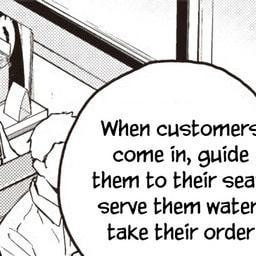 When customers
come in, guide
them to their sea
serve them water
take their order